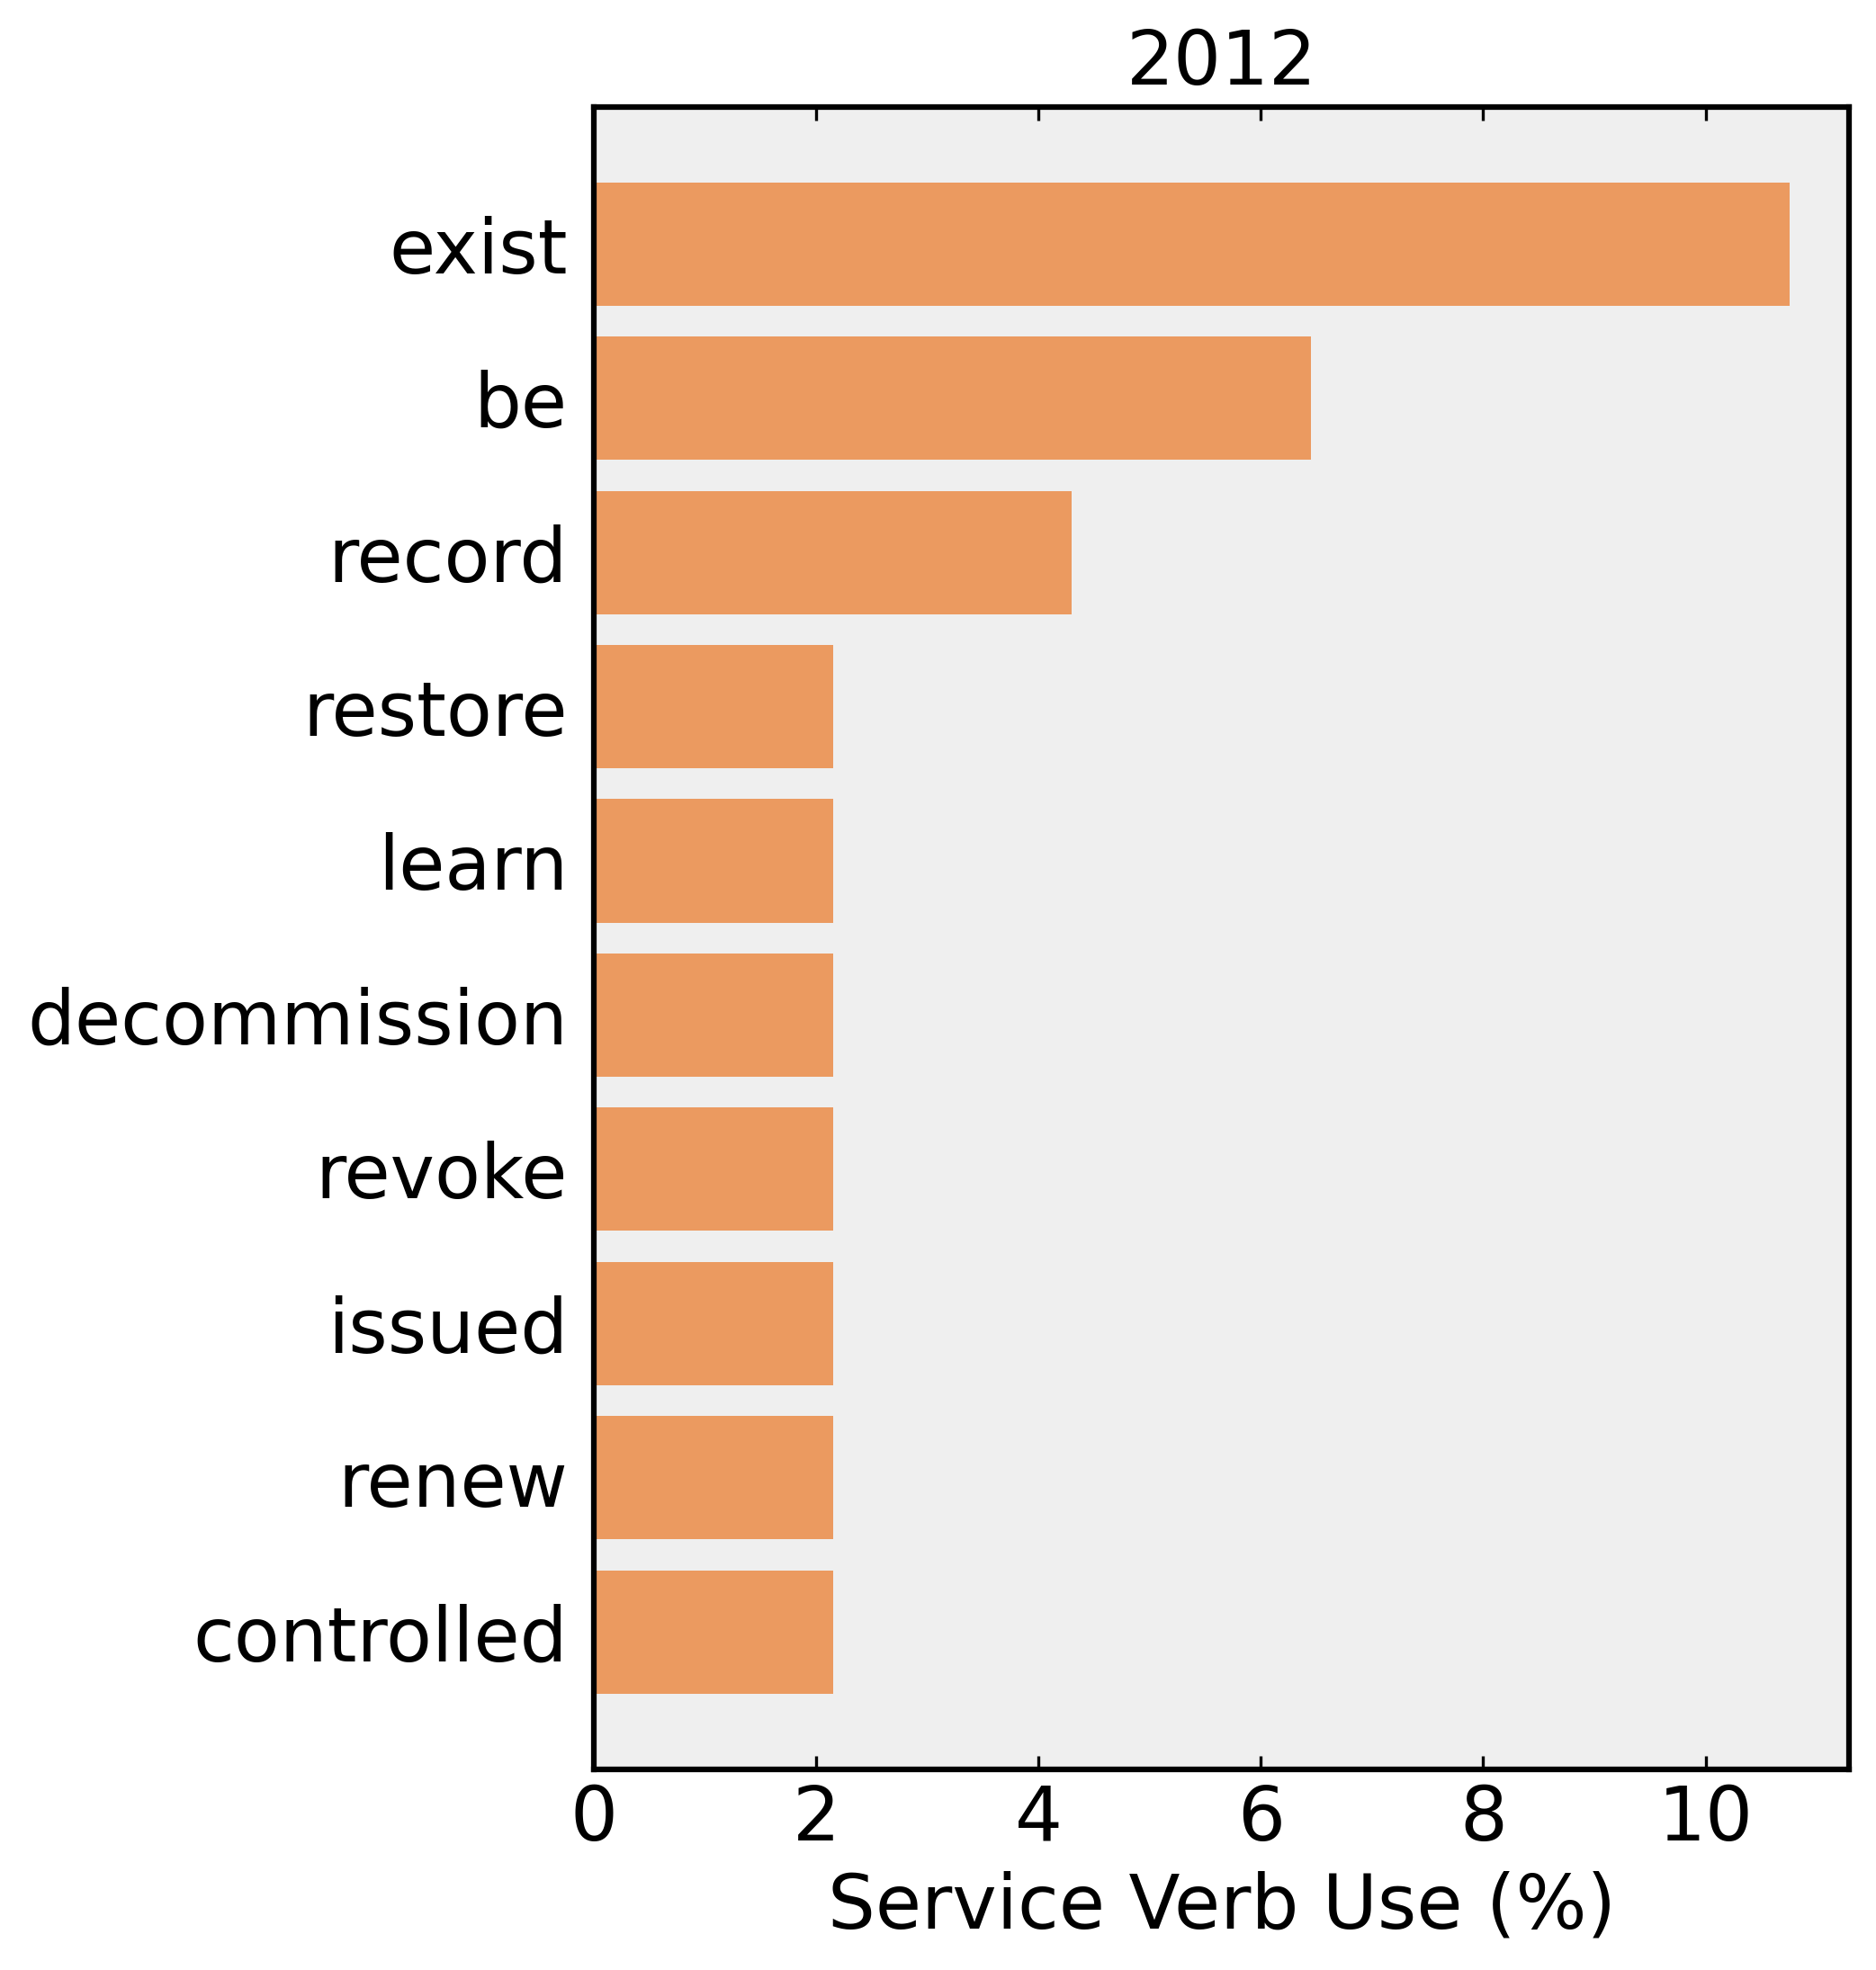 2012
exist
be
record
restore
learn
decommission
revoke
issued
renew
controlled
0 2 4 6 8 10
Service Verb Use (%)